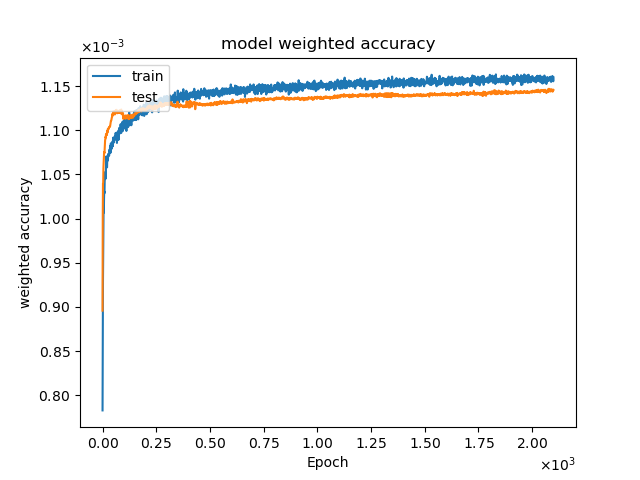 model weighted accuracy
×10⁻³
train
test
1.15
1.10
1.05
1.00
0.95
0.90
0.85
0.80
weighted accuracy
0.00 0.25 0.50 0.75 1.00 1.25 1.50 1.75 2.00
Epoch
×10³